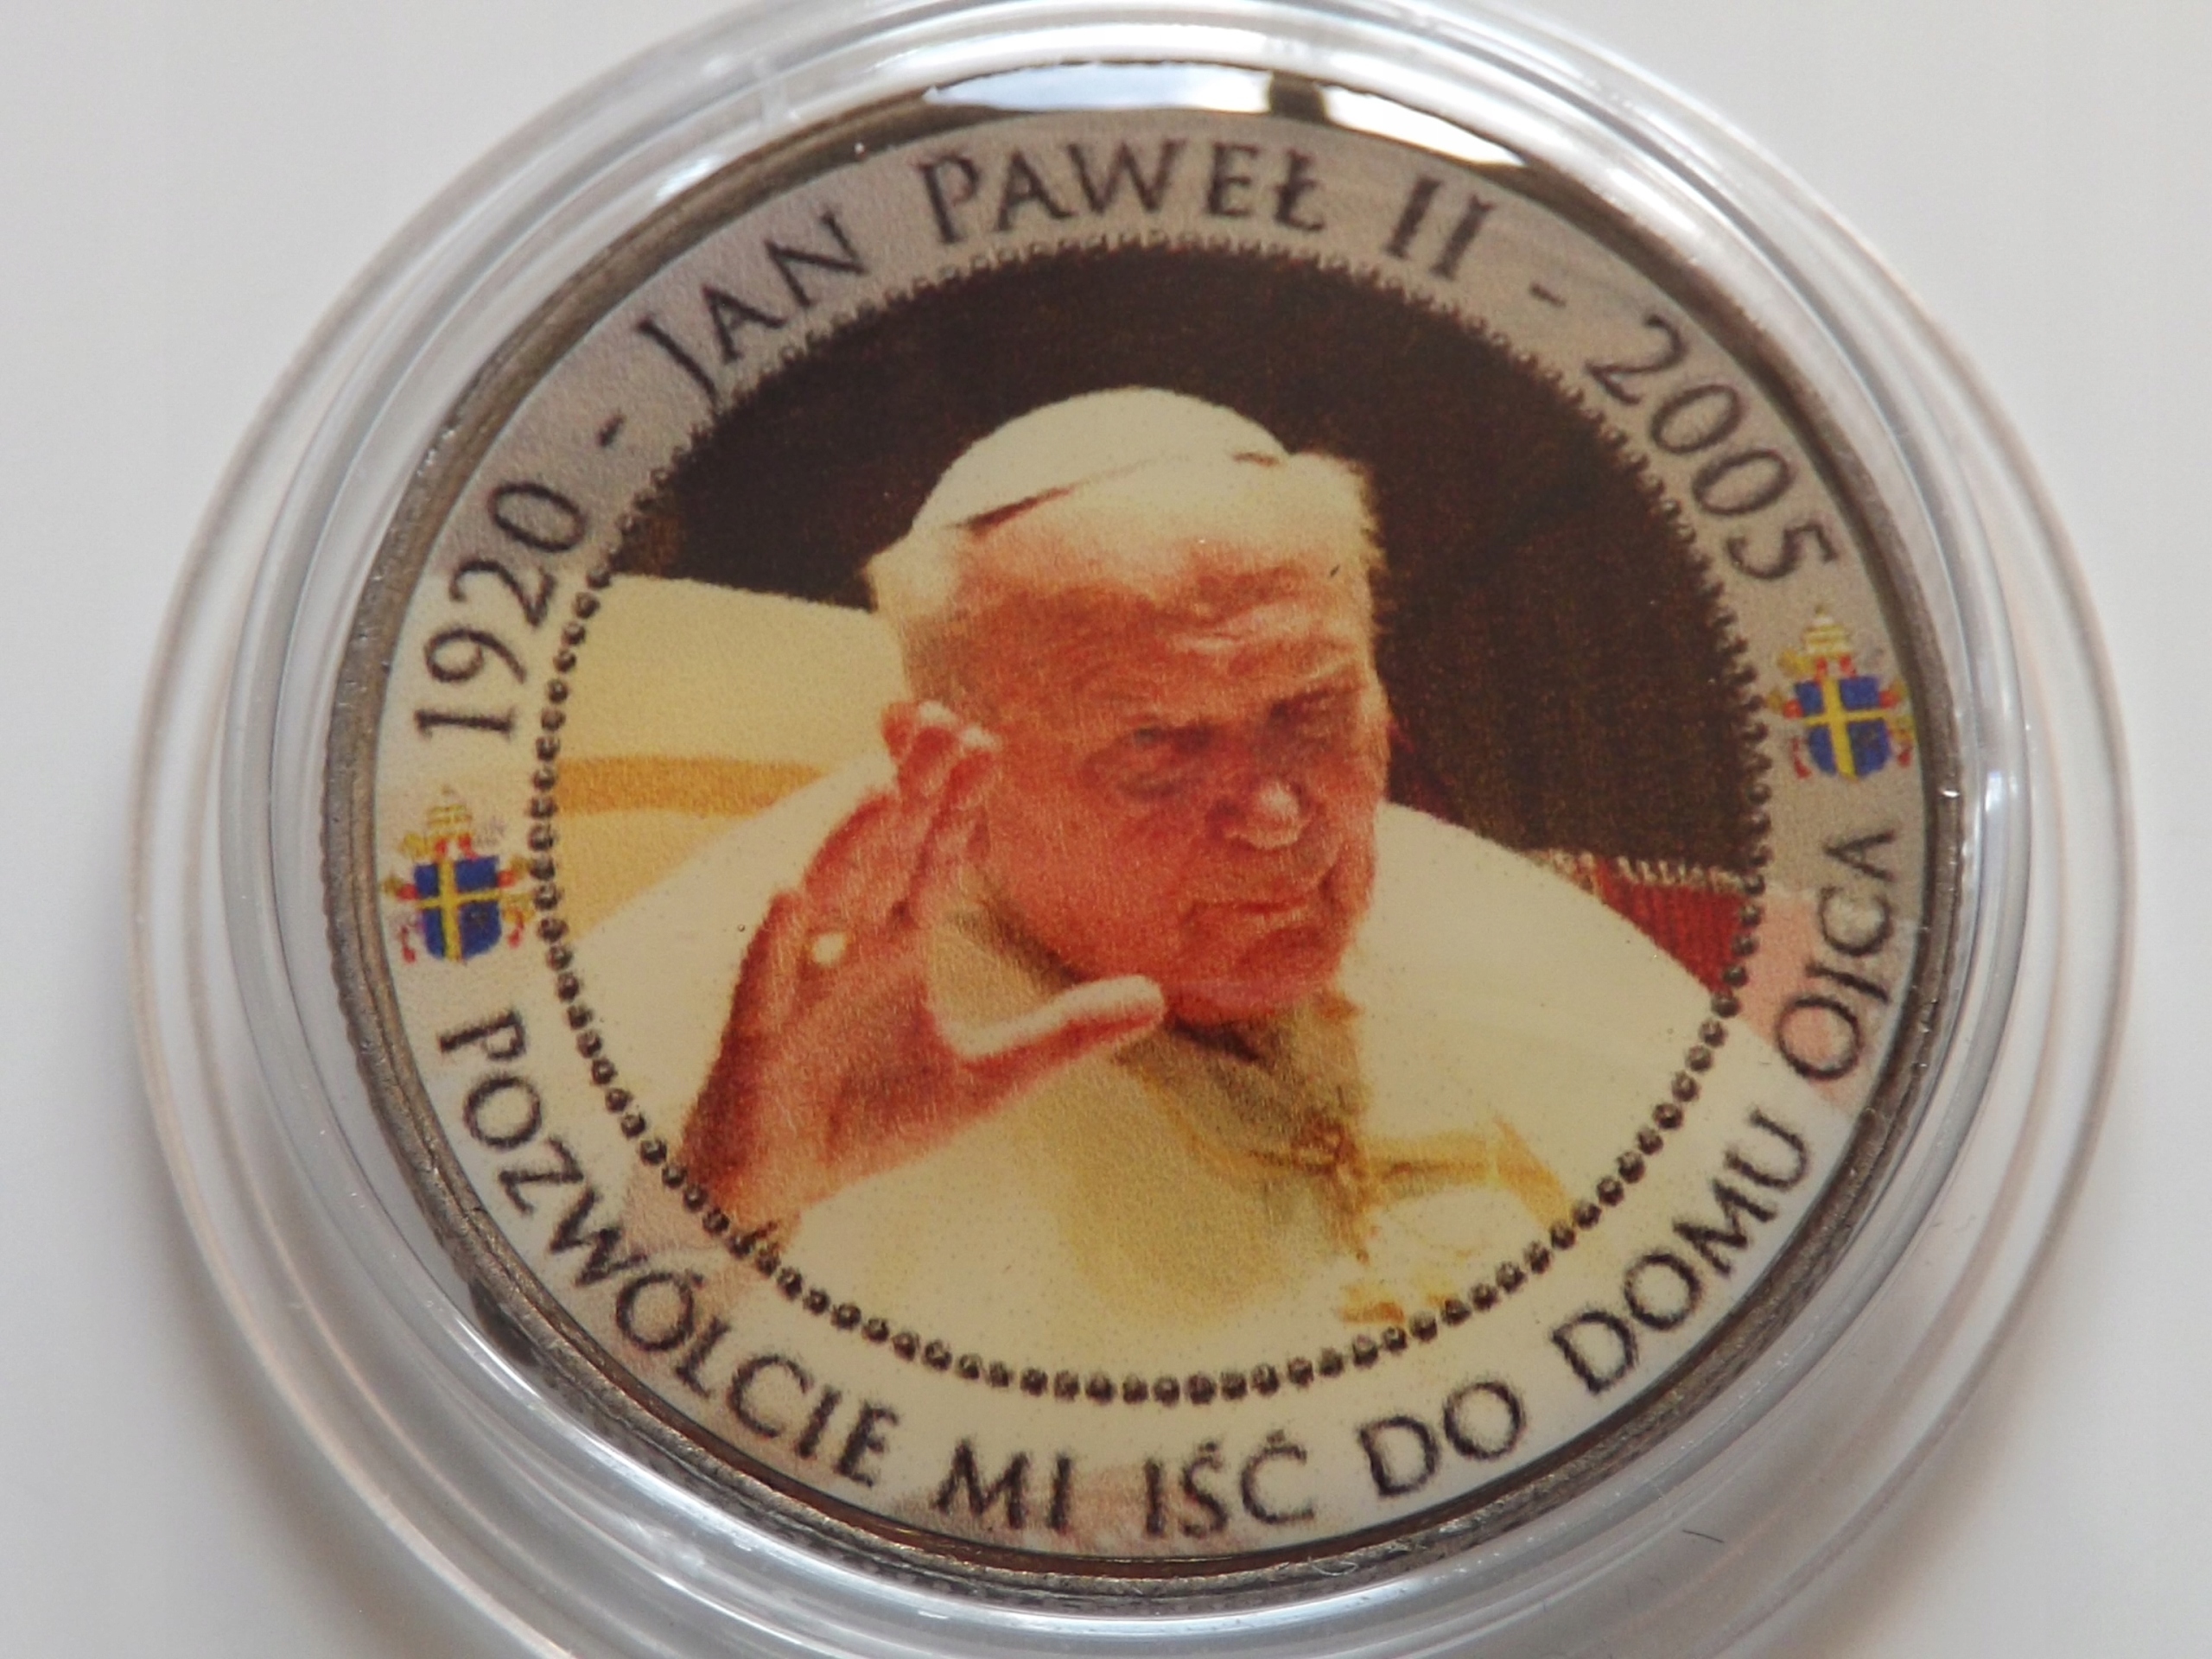 1920 - JAN PAWEŁ II - 2005
POZWÓLCIE MI IŚĆ DO DOMU OJCA